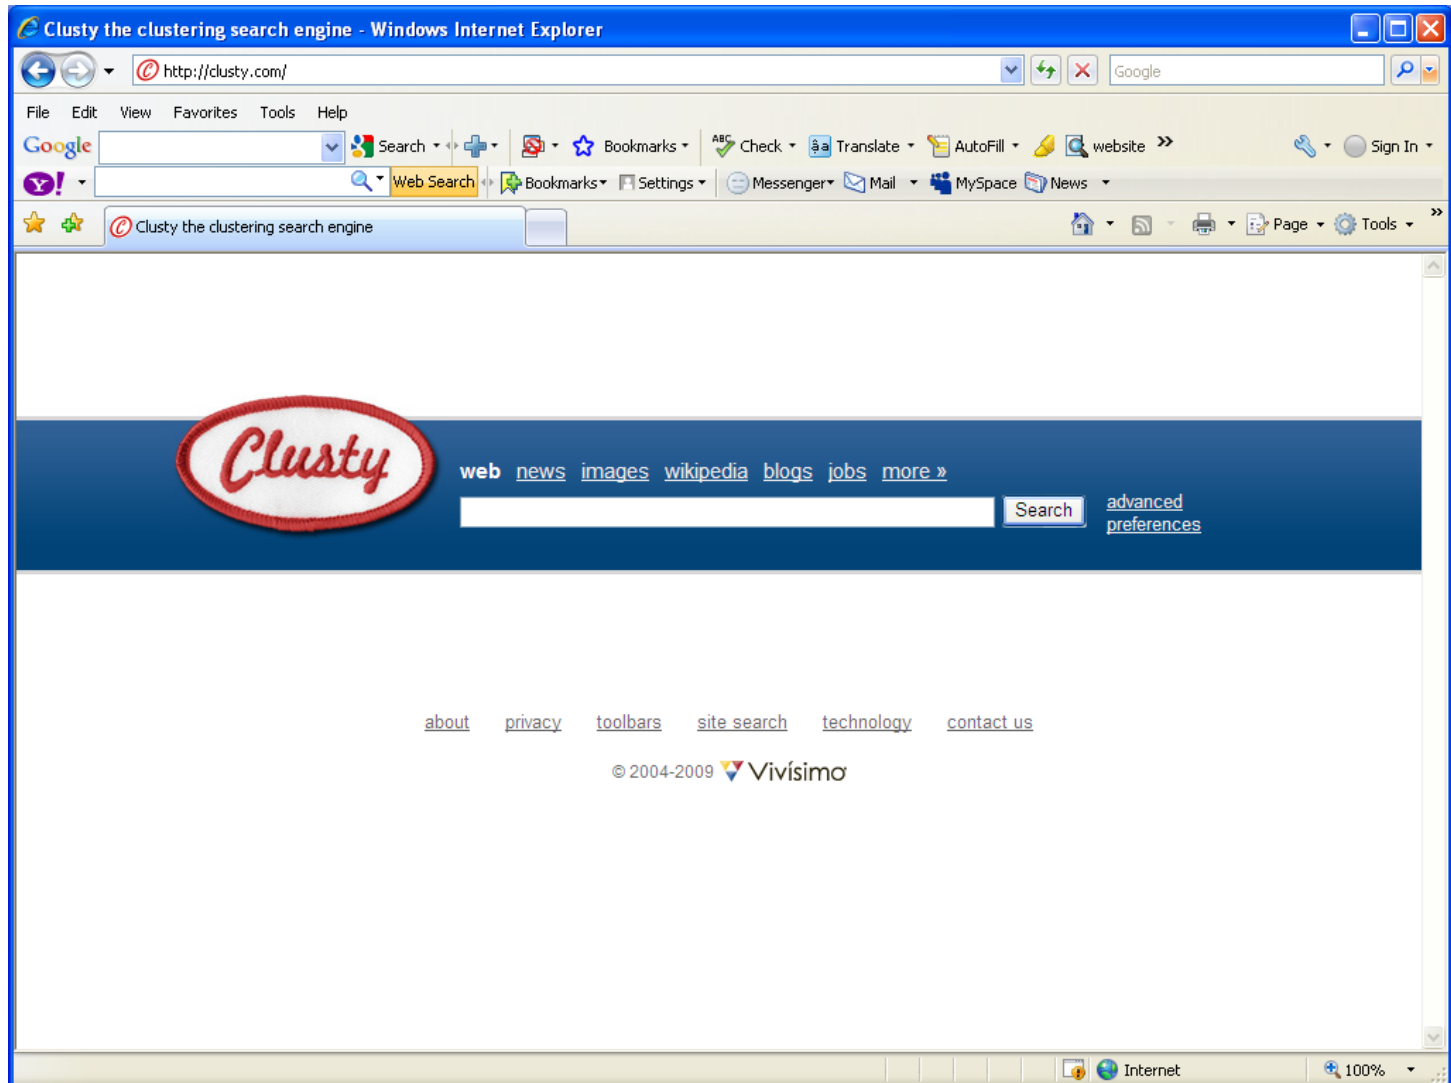 Clusty the clustering search engine - Windows Internet Explorer
http://clusty.com/ Google
File Edit View Favorites Tools Help
Google Search Bookmarks ABC Check âa Translate AutoFill website » Sign In
Y! Web Search Bookmarks Settings Messenger Mail MySpace News
Clusty the clustering search engine Page Tools »
Clusty
web news images wikipedia blogs jobs more »
Search advanced
preferences
about privacy toolbars site search technology contact us
© 2004-2009 Vivísimo
Internet 100%